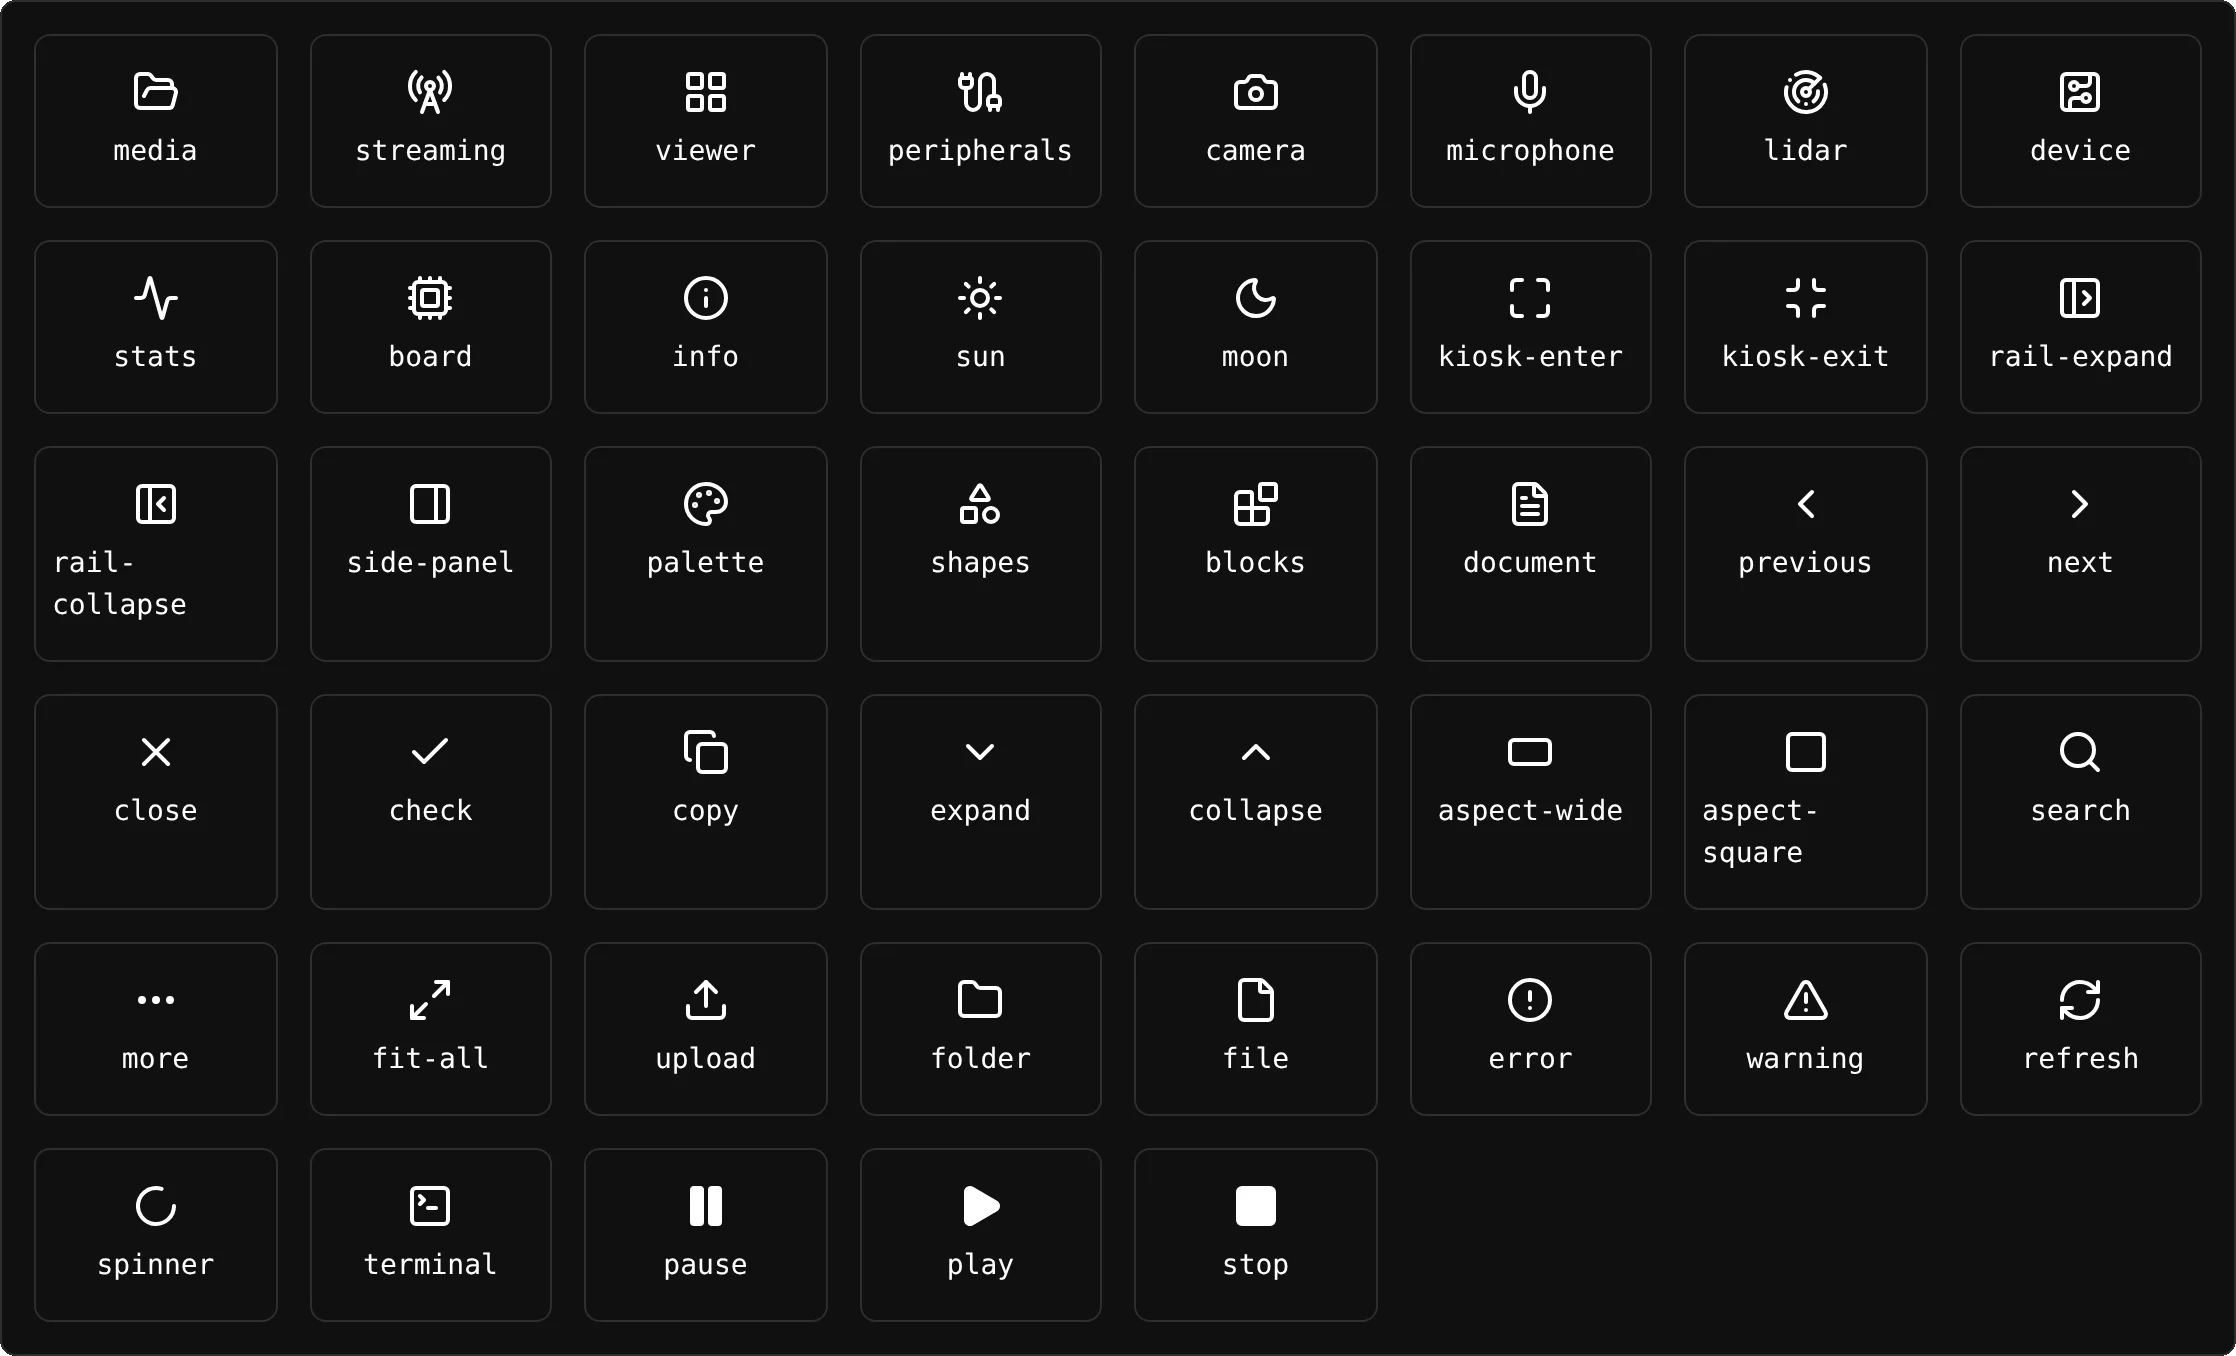 media
streaming
viewer
peripherals
camera
microphone
lidar
device
stats
board
info
sun
moon
kiosk-enter
kiosk-exit
rail-expand
rail-
collapse
side-panel
palette
shapes
blocks
document
previous
next
close
check
copy
expand
collapse
aspect-wide
aspect-
square
search
more
fit-all
upload
folder
file
error
warning
refresh
spinner
terminal
pause
play
stop